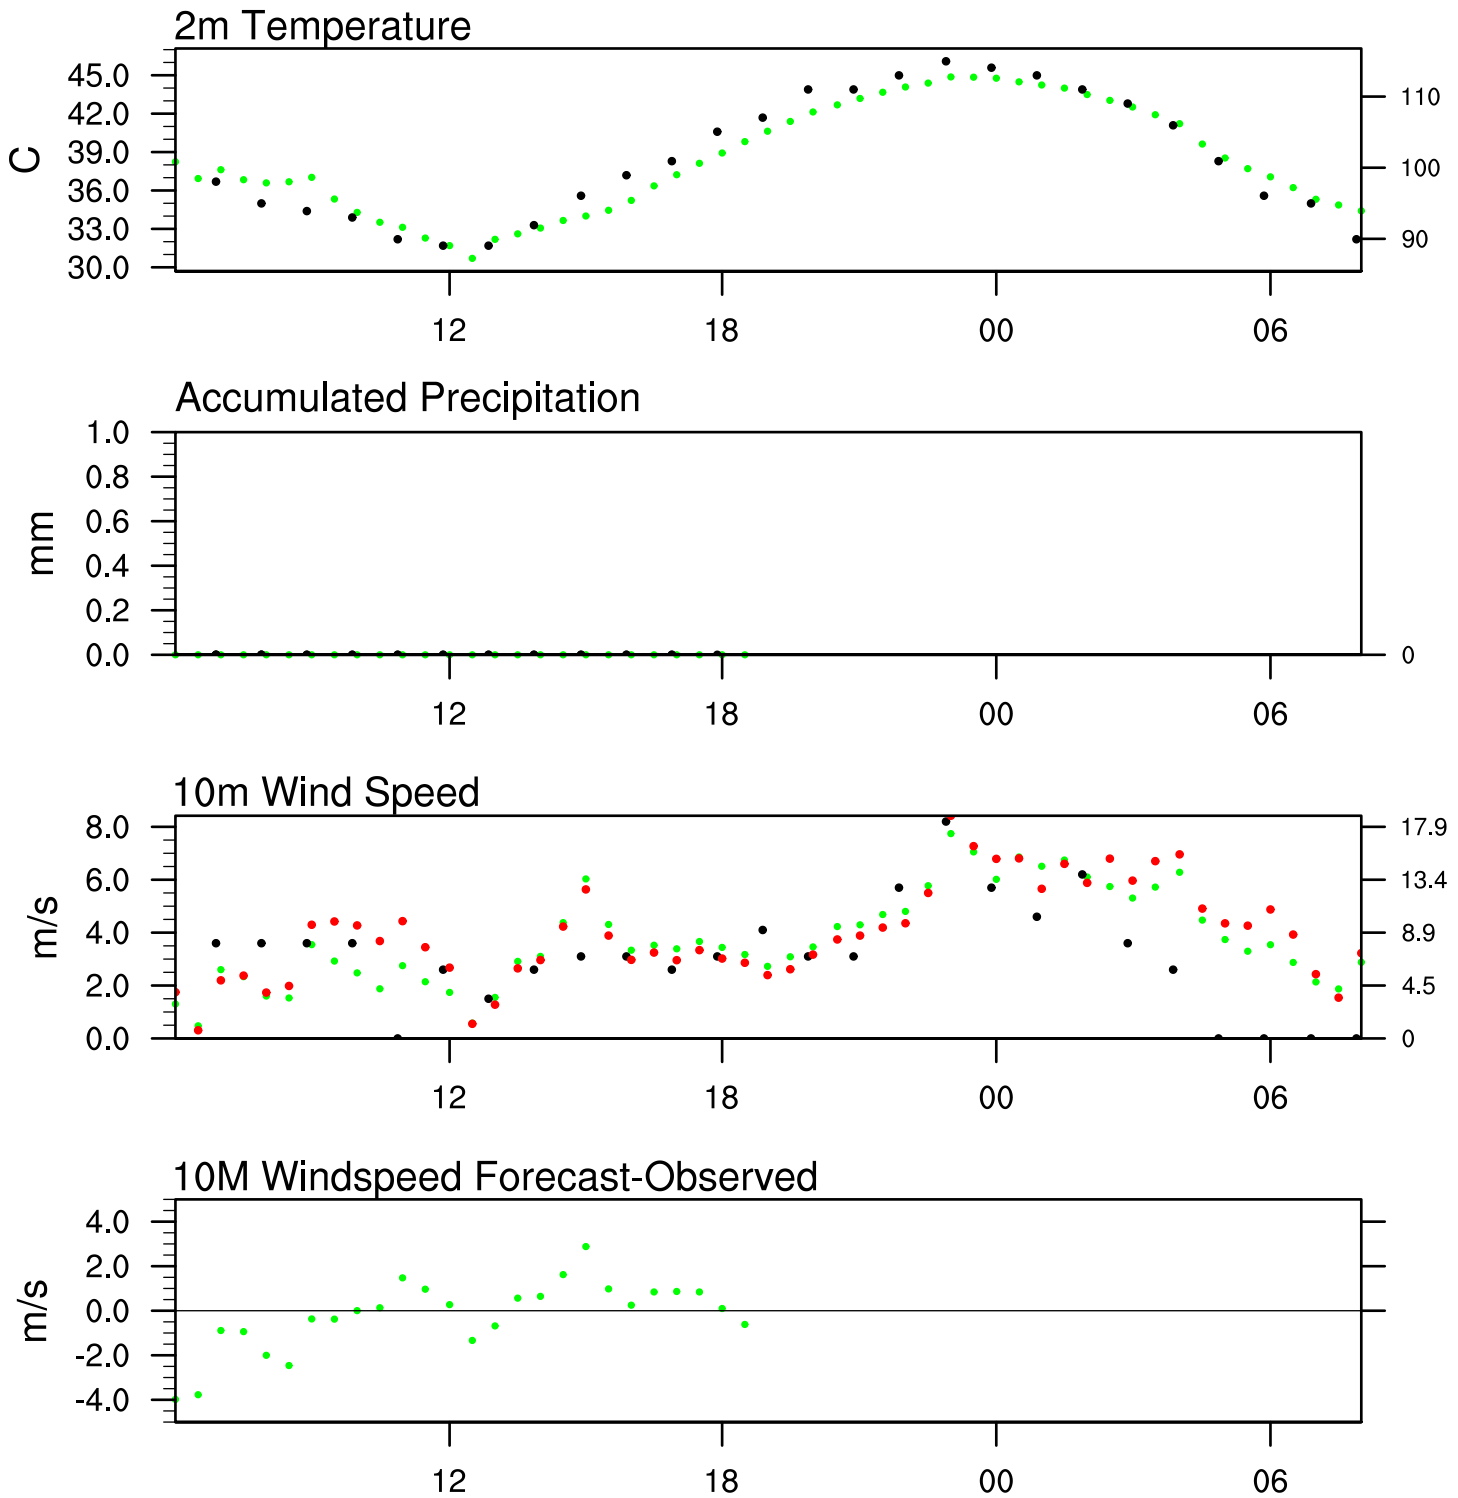 2m Temperature
45.0
42.0
39.0
36.0
33.0
30.0
C
110
100
90
12 18 00 06
Accumulated Precipitation
1.0
0.8
0.6
0.4
0.2
0.0
mm
0
12 18 00 06
10m Wind Speed
8.0
6.0
4.0
2.0
0.0
m/s
17.9
13.4
8.9
4.5
0
12 18 00 06
10M Windspeed Forecast-Observed
4.0
2.0
0.0
-2.0
-4.0
m/s
12 18 00 06